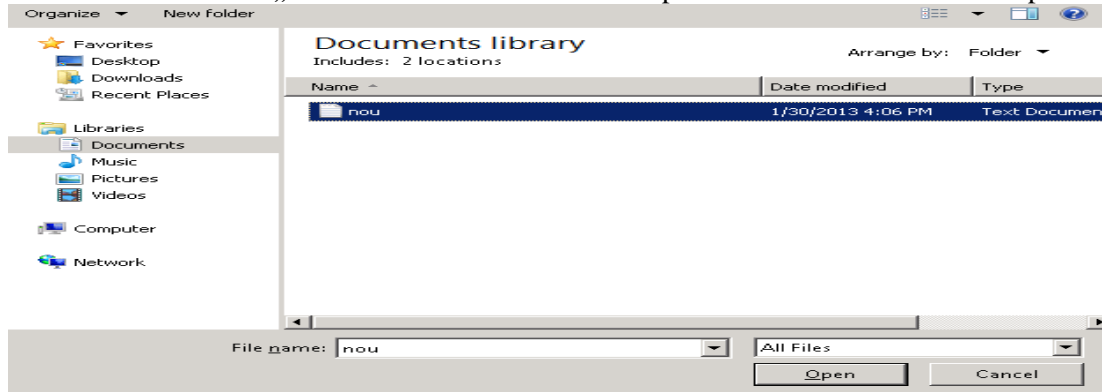 Organize New folder
Favorites
Desktop
Downloads
Recent Places
Libraries
Documents
Music
Pictures
Videos
Computer
Network
Documents library
Includes: 2 locations
Arrange by: Folder
Name Date modified Type
nou 1/30/2013 4:06 PM Text Documen
File name: nou All Files
Open Cancel